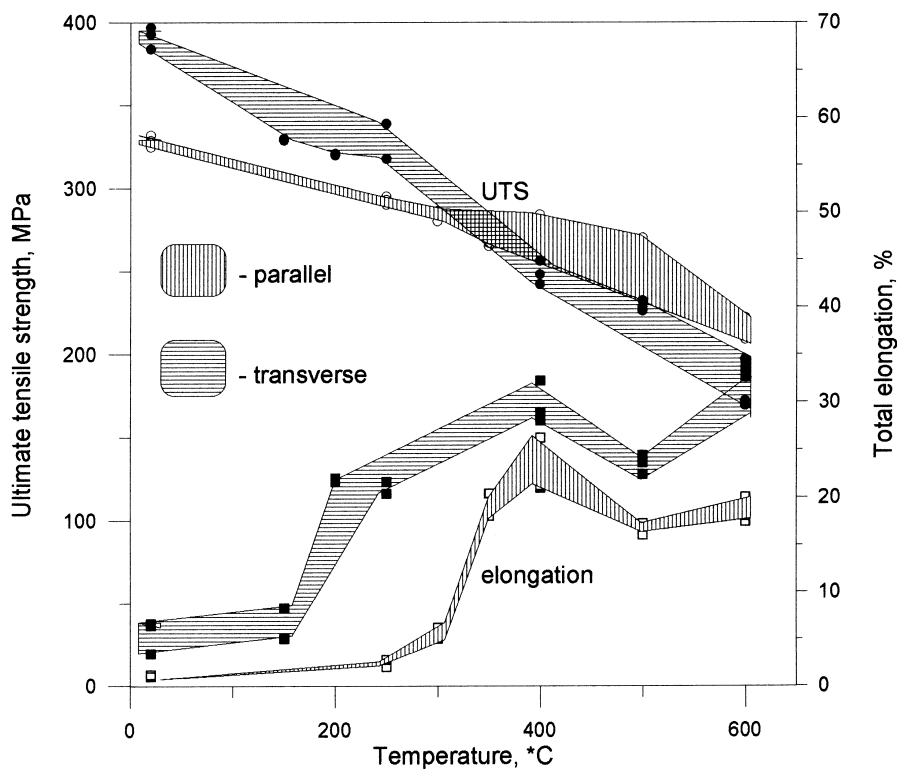 400
300
200
100
0
Ultimate tensile strength, MPa
70
60
50
40
30
20
10
0
Total elongation, %
UTS
- parallel
- transverse
elongation
0
200
400
600
Temperature, *C